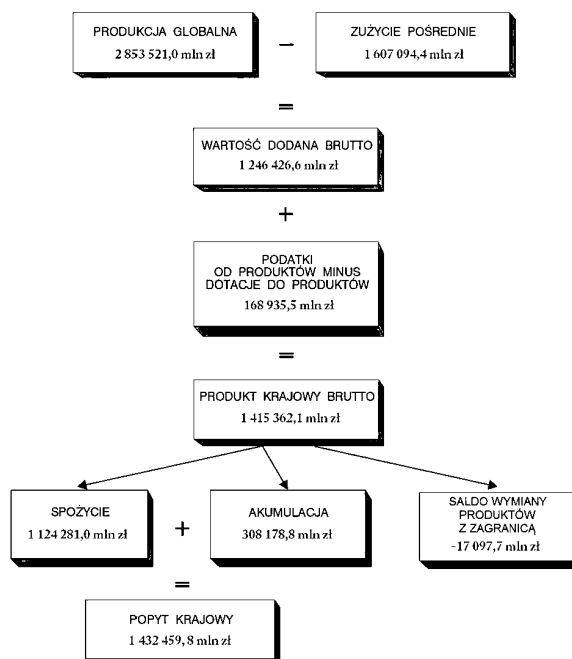 PRODUKCJA GLOBALNA
2 853 521,0 mln zł
–
ZUŻYCIE POŚREDNIE
1 607 094,4 mln zł
=
WARTOŚĆ DODANA BRUTTO
1 246 426,6 mln zł
+
PODATKI
OD PRODUKTÓW MINUS
DOTACJE DO PRODUKTÓW
168 935,5 mln zł
=
PRODUKT KRAJOWY BRUTTO
1 415 362,1 mln zł
SPOŻYCIE
1 124 281,0 mln zł
+
AKUMULACJA
308 178,8 mln zł
SALDO WYMIANY
PRODUKTÓW
Z ZAGRANICĄ
-17 097,7 mln zł
=
POPYT KRAJOWY
1 432 459,8 mln zł